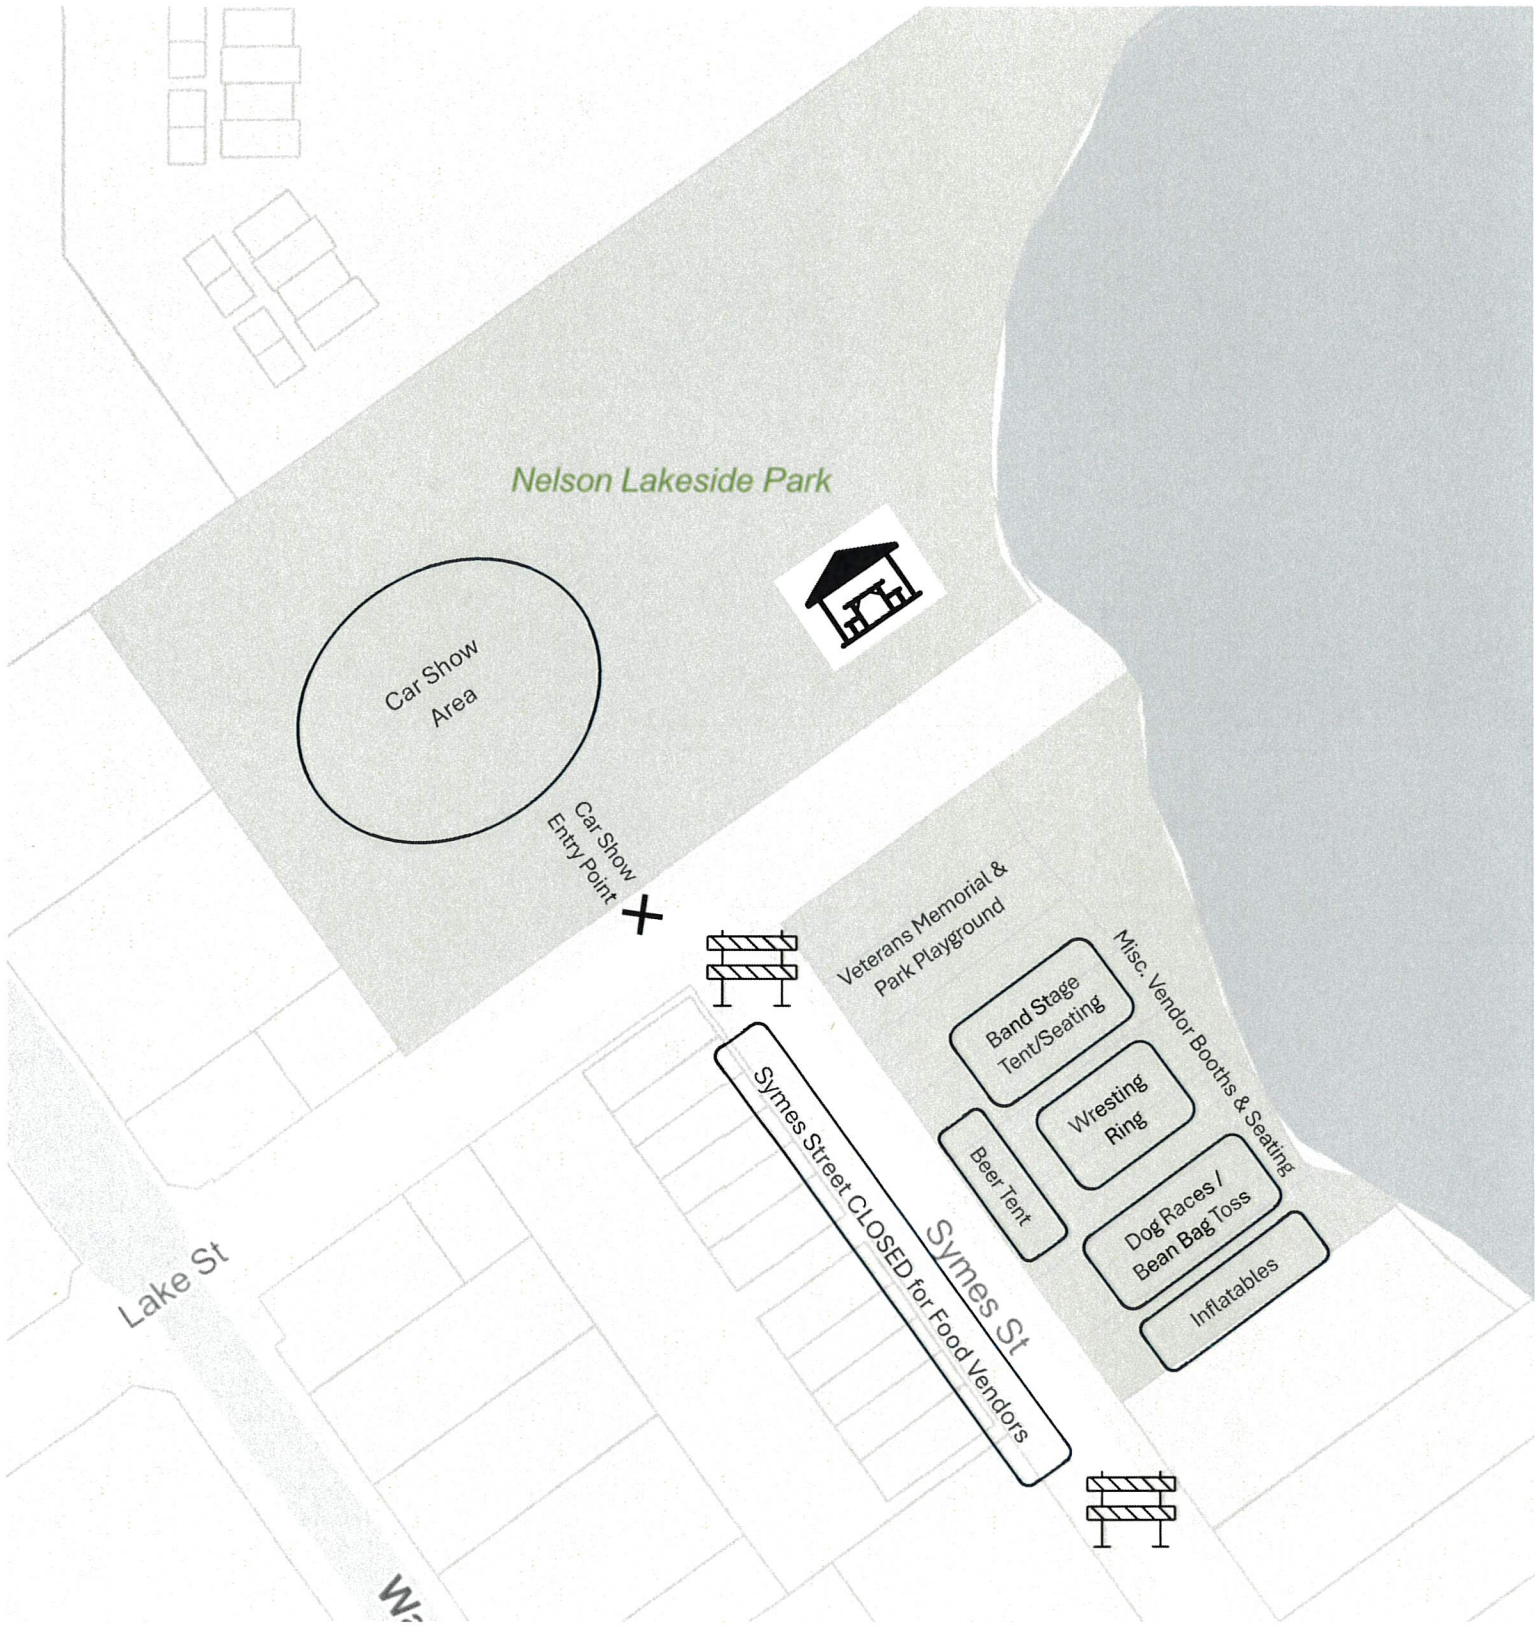 Nelson Lakeside Park
Car Show
Area
Car Show
Entry Point
Veterans Memorial &
Park Playground
Misc. Vendor Booths & Seating
Band Stage
Tent/Seating
Wresting
Ring
Beer Tent
Dog Races /
Bean Bag Toss
Inflatables
Symes Street CLOSED for Food Vendors
Symes St
Lake St